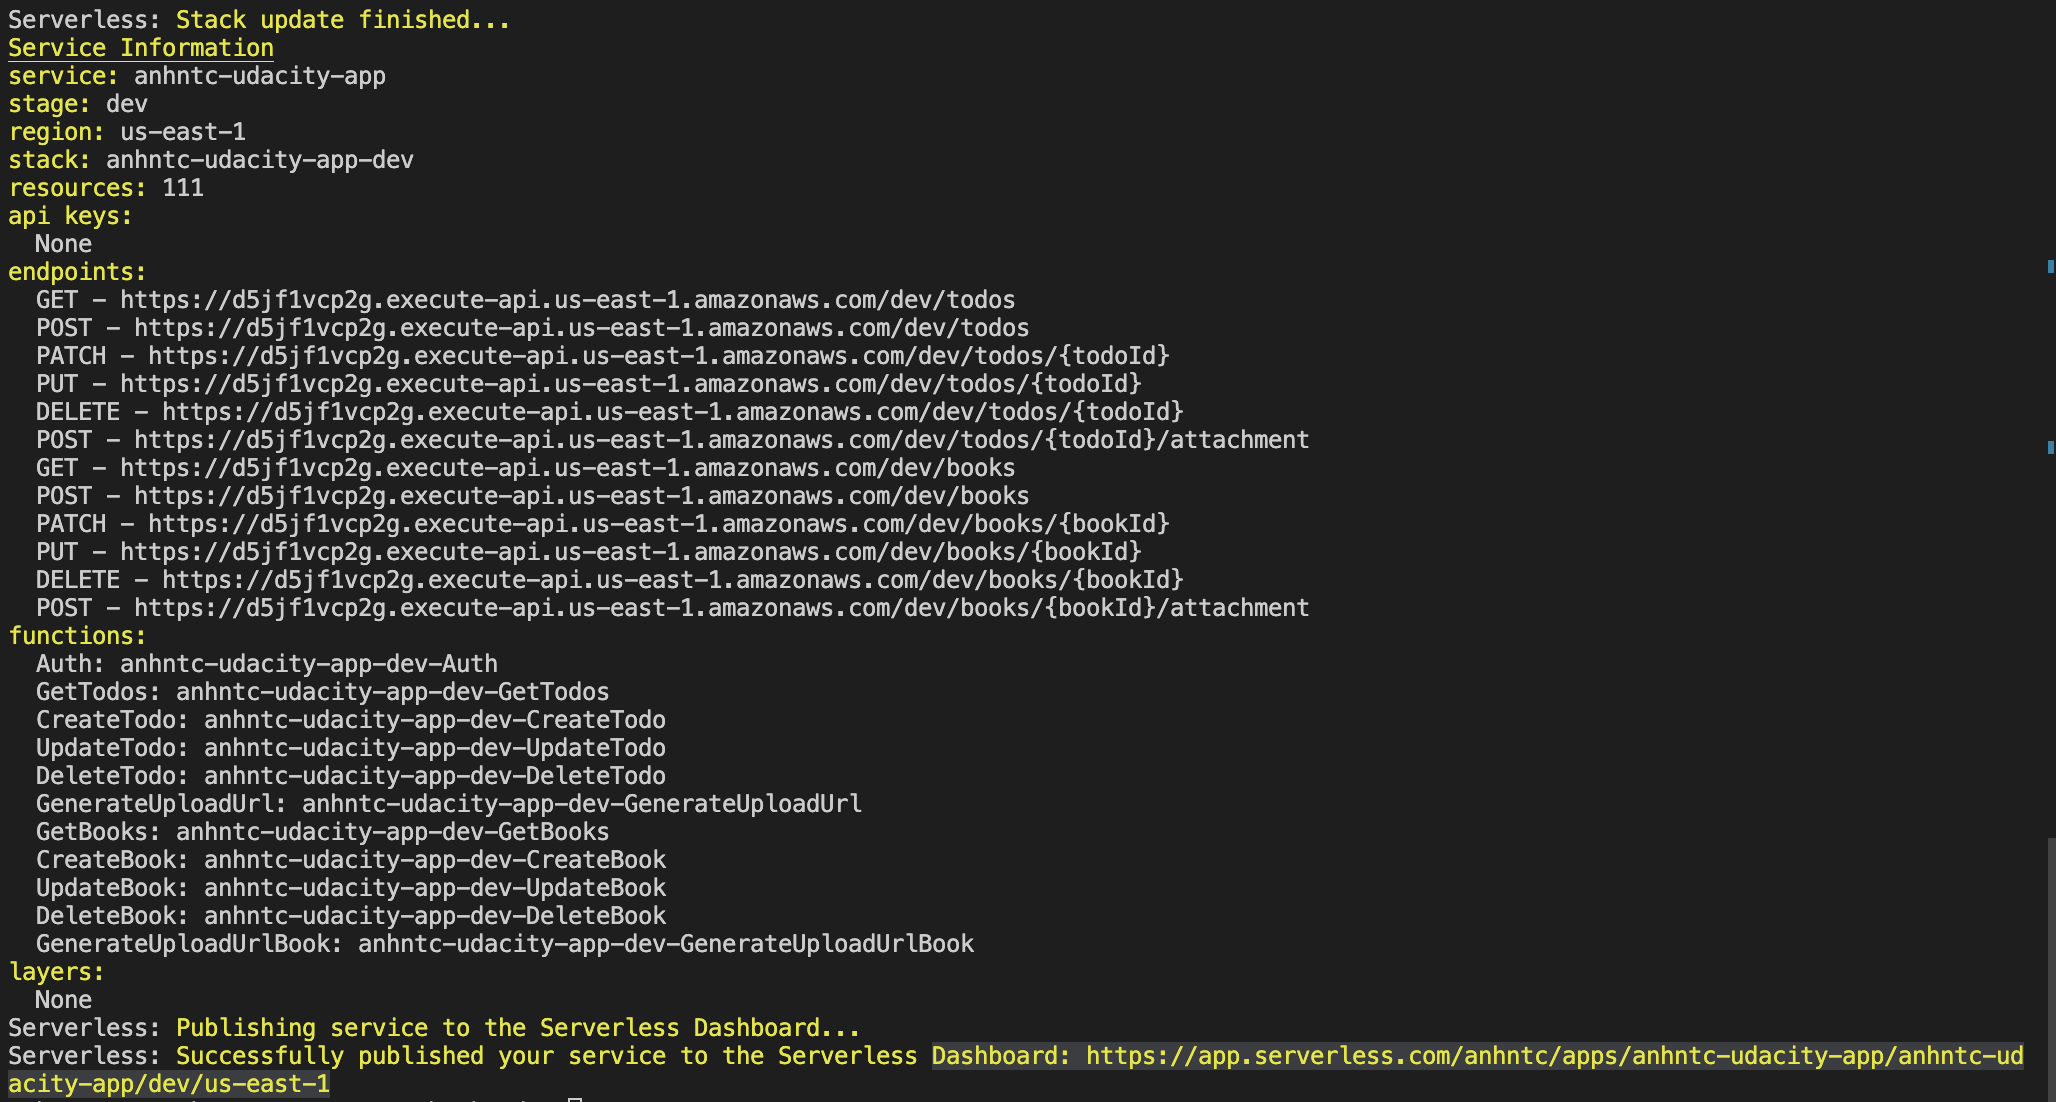 Serverless: Stack update finished...
Service Information
service: anhntc-udacity-app
stage: dev
region: us-east-1
stack: anhntc-udacity-app-dev
resources: 111
api keys:
  None
endpoints:
  GET - https://d5jf1vcp2g.execute-api.us-east-1.amazonaws.com/dev/todos
  POST - https://d5jf1vcp2g.execute-api.us-east-1.amazonaws.com/dev/todos
  PATCH - https://d5jf1vcp2g.execute-api.us-east-1.amazonaws.com/dev/todos/{todoId}
  PUT - https://d5jf1vcp2g.execute-api.us-east-1.amazonaws.com/dev/todos/{todoId}
  DELETE - https://d5jf1vcp2g.execute-api.us-east-1.amazonaws.com/dev/todos/{todoId}
  POST - https://d5jf1vcp2g.execute-api.us-east-1.amazonaws.com/dev/todos/{todoId}/attachment
  GET - https://d5jf1vcp2g.execute-api.us-east-1.amazonaws.com/dev/books
  POST - https://d5jf1vcp2g.execute-api.us-east-1.amazonaws.com/dev/books
  PATCH - https://d5jf1vcp2g.execute-api.us-east-1.amazonaws.com/dev/books/{bookId}
  PUT - https://d5jf1vcp2g.execute-api.us-east-1.amazonaws.com/dev/books/{bookId}
  DELETE - https://d5jf1vcp2g.execute-api.us-east-1.amazonaws.com/dev/books/{bookId}
  POST - https://d5jf1vcp2g.execute-api.us-east-1.amazonaws.com/dev/books/{bookId}/attachment
functions:
  Auth: anhntc-udacity-app-dev-Auth
  GetTodos: anhntc-udacity-app-dev-GetTodos
  CreateTodo: anhntc-udacity-app-dev-CreateTodo
  UpdateTodo: anhntc-udacity-app-dev-UpdateTodo
  DeleteTodo: anhntc-udacity-app-dev-DeleteTodo
  GenerateUploadUrl: anhntc-udacity-app-dev-GenerateUploadUrl
  GetBooks: anhntc-udacity-app-dev-GetBooks
  CreateBook: anhntc-udacity-app-dev-CreateBook
  UpdateBook: anhntc-udacity-app-dev-UpdateBook
  DeleteBook: anhntc-udacity-app-dev-DeleteBook
  GenerateUploadUrlBook: anhntc-udacity-app-dev-GenerateUploadUrlBook
layers:
  None
Serverless: Publishing service to the Serverless Dashboard...
Serverless: Successfully published your service to the Serverless Dashboard: https://app.serverless.com/anhntc/apps/anhntc-udacity-app/anhntc-ud
acity-app/dev/us-east-1